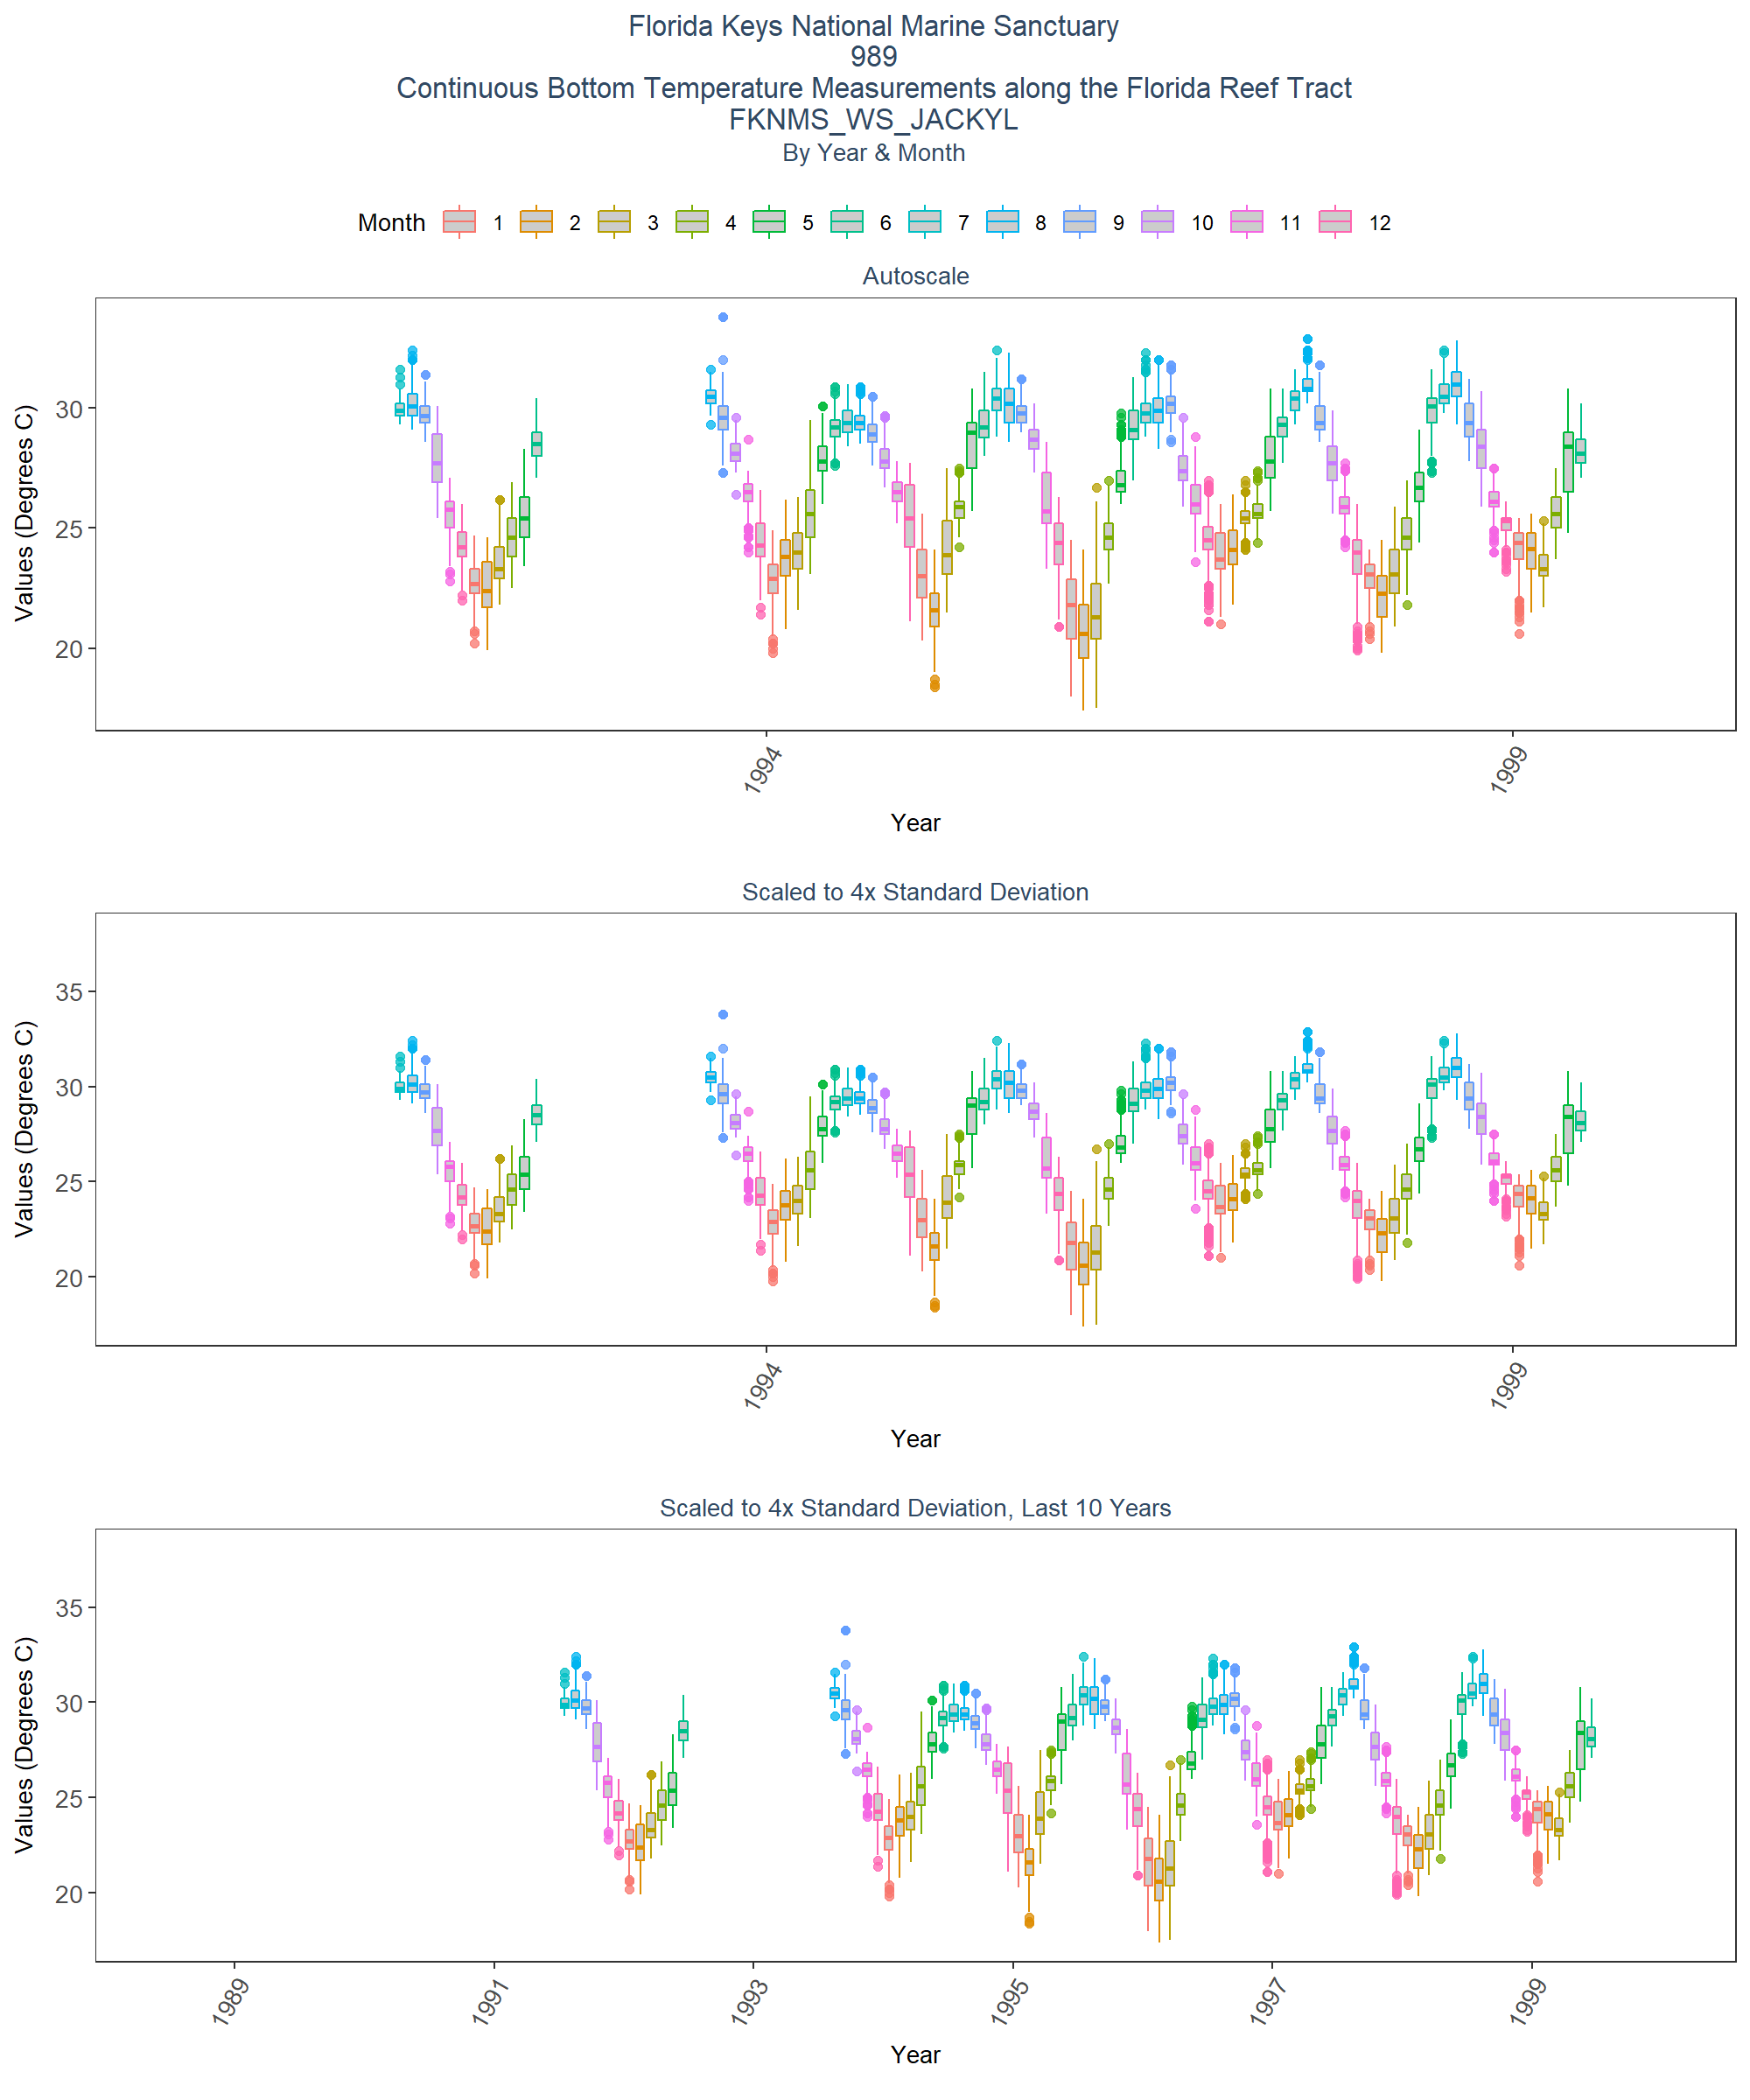 Florida Keys National Marine Sanctuary
989
Continuous Bottom Temperature Measurements along the Florida Reef Tract
FKNMS_WS_JACKYL
By Year & Month
Month 1 2 3 4 5 6 7 8 9 10 11 12
Autoscale
Values (Degrees C)
30
25
20
1994 1999
Year
Scaled to 4x Standard Deviation
Values (Degrees C)
35
30
25
20
1994 1999
Year
Scaled to 4x Standard Deviation, Last 10 Years
Values (Degrees C)
35
30
25
20
1989 1991 1993 1995 1997 1999
Year